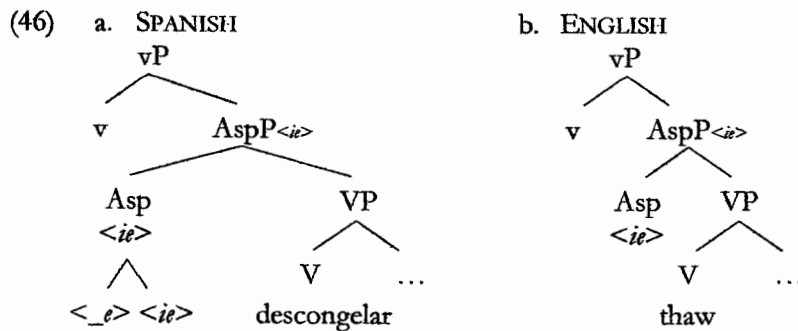 (46) a. SPANISH b. ENGLISH
vP vP
v AspP<ie> v AspP<ie>
Asp VP Asp VP
<ie> <ie>
V … V …
<_e> <ie> descongelar thaw